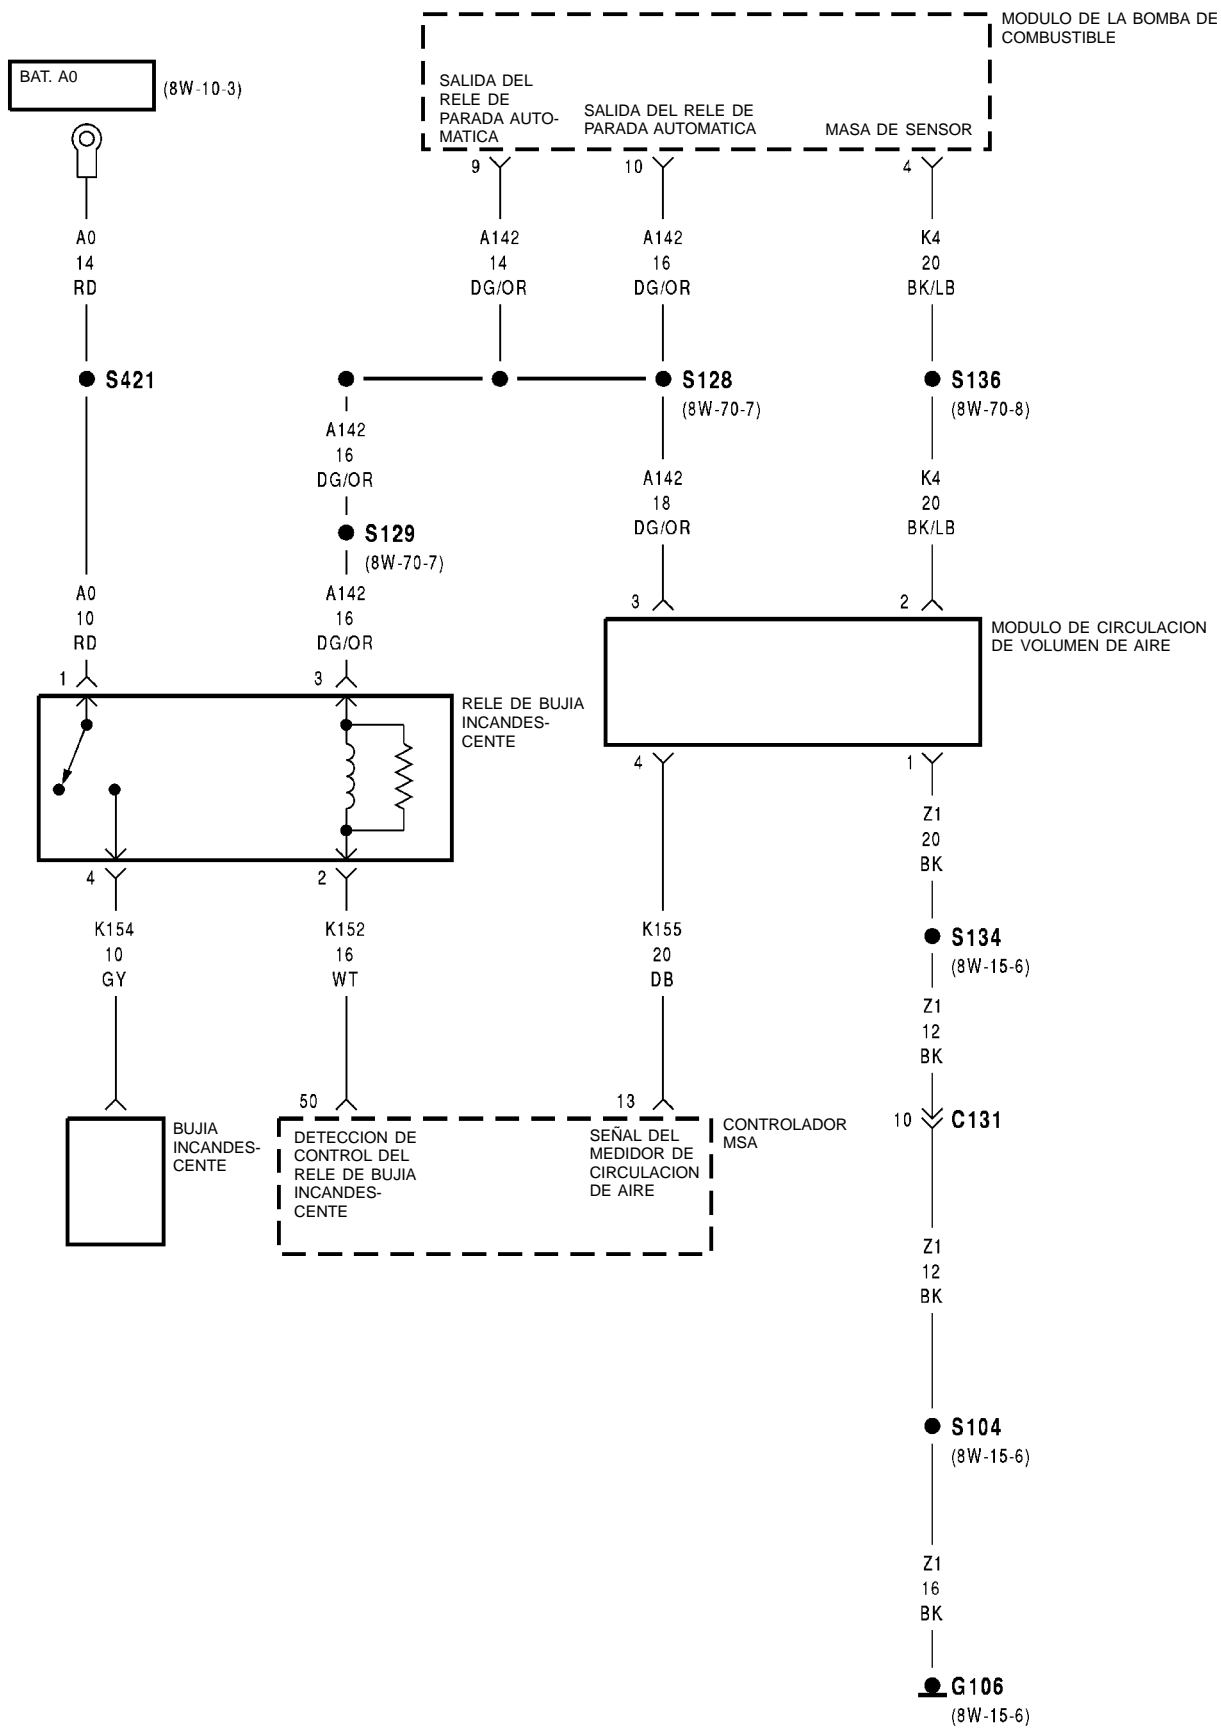 MODULO DE LA BOMBA DE
COMBUSTIBLE
BAT. A0
(8W-10-3)
SALIDA DEL
RELE DE
PARADA AUTO-
MATICA
SALIDA DEL RELE DE
PARADA AUTOMATICA
MASA DE SENSOR
9
10
4
A0
14
RD
A142
14
DG/OR
A142
16
DG/OR
K4
20
BK/LB
S421
S128
(8W-70-7)
S136
(8W-70-8)
A142
16
DG/OR
A142
18
DG/OR
K4
20
BK/LB
S129
(8W-70-7)
A0
10
RD
A142
16
DG/OR
3
2
MODULO DE CIRCULACION
DE VOLUMEN DE AIRE
1
3
RELE DE BUJIA
INCANDES-
CENTE
4
1
Z1
20
BK
4
2
K154
10
GY
K152
16
WT
K155
20
DB
S134
(8W-15-6)
Z1
12
BK
50
13
10
C131
BUJIA
INCANDES-
CENTE
DETECCION DE
CONTROL DEL
RELE DE BUJIA
INCANDES-
CENTE
SEÑAL DEL
MEDIDOR DE
CIRCULACION
DE AIRE
CONTROLADOR
MSA
Z1
12
BK
S104
(8W-15-6)
Z1
16
BK
G106
(8W-15-6)